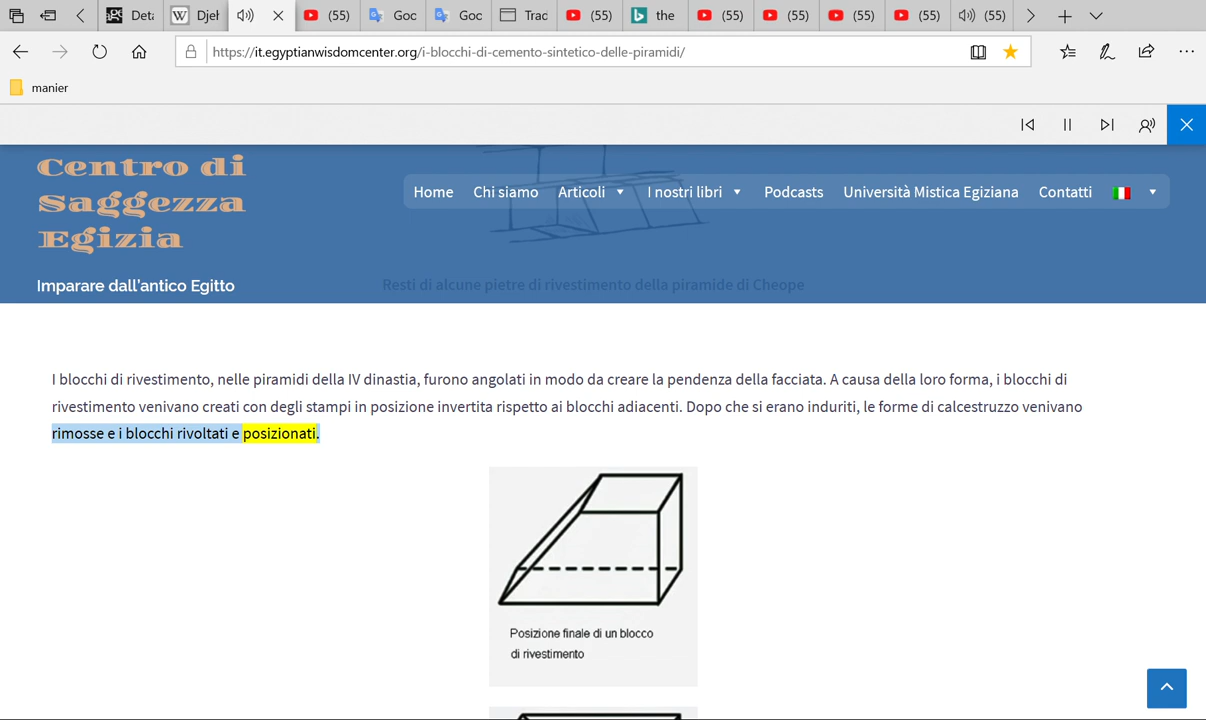 Deta
Djeh
(55)
Goc
Goc
Trad
(55)
the
(55)
(55)
(55)
(55)
(55)
https://it.egyptianwisdomcenter.org/i-blocchi-di-cemento-sintetico-delle-piramidi/
manier
Centro di
Saggezza
Egizia
Home Chi siamo Articoli I nostri libri Podcasts Università Mistica Egiziana Contatti
Imparare dall'antico Egitto
Resti di alcune pietre di rivestimento della piramide di Cheope
I blocchi di rivestimento, nelle piramidi della IV dinastia, furono angolati in modo da creare la pendenza della facciata. A causa della loro forma, i blocchi di
rivestimento venivano creati con degli stampi in posizione invertita rispetto ai blocchi adiacenti. Dopo che si erano induriti, le forme di calcestruzzo venivano
rimosse e i blocchi rivoltati e posizionati.
Posizione finale di un blocco
di rivestimento